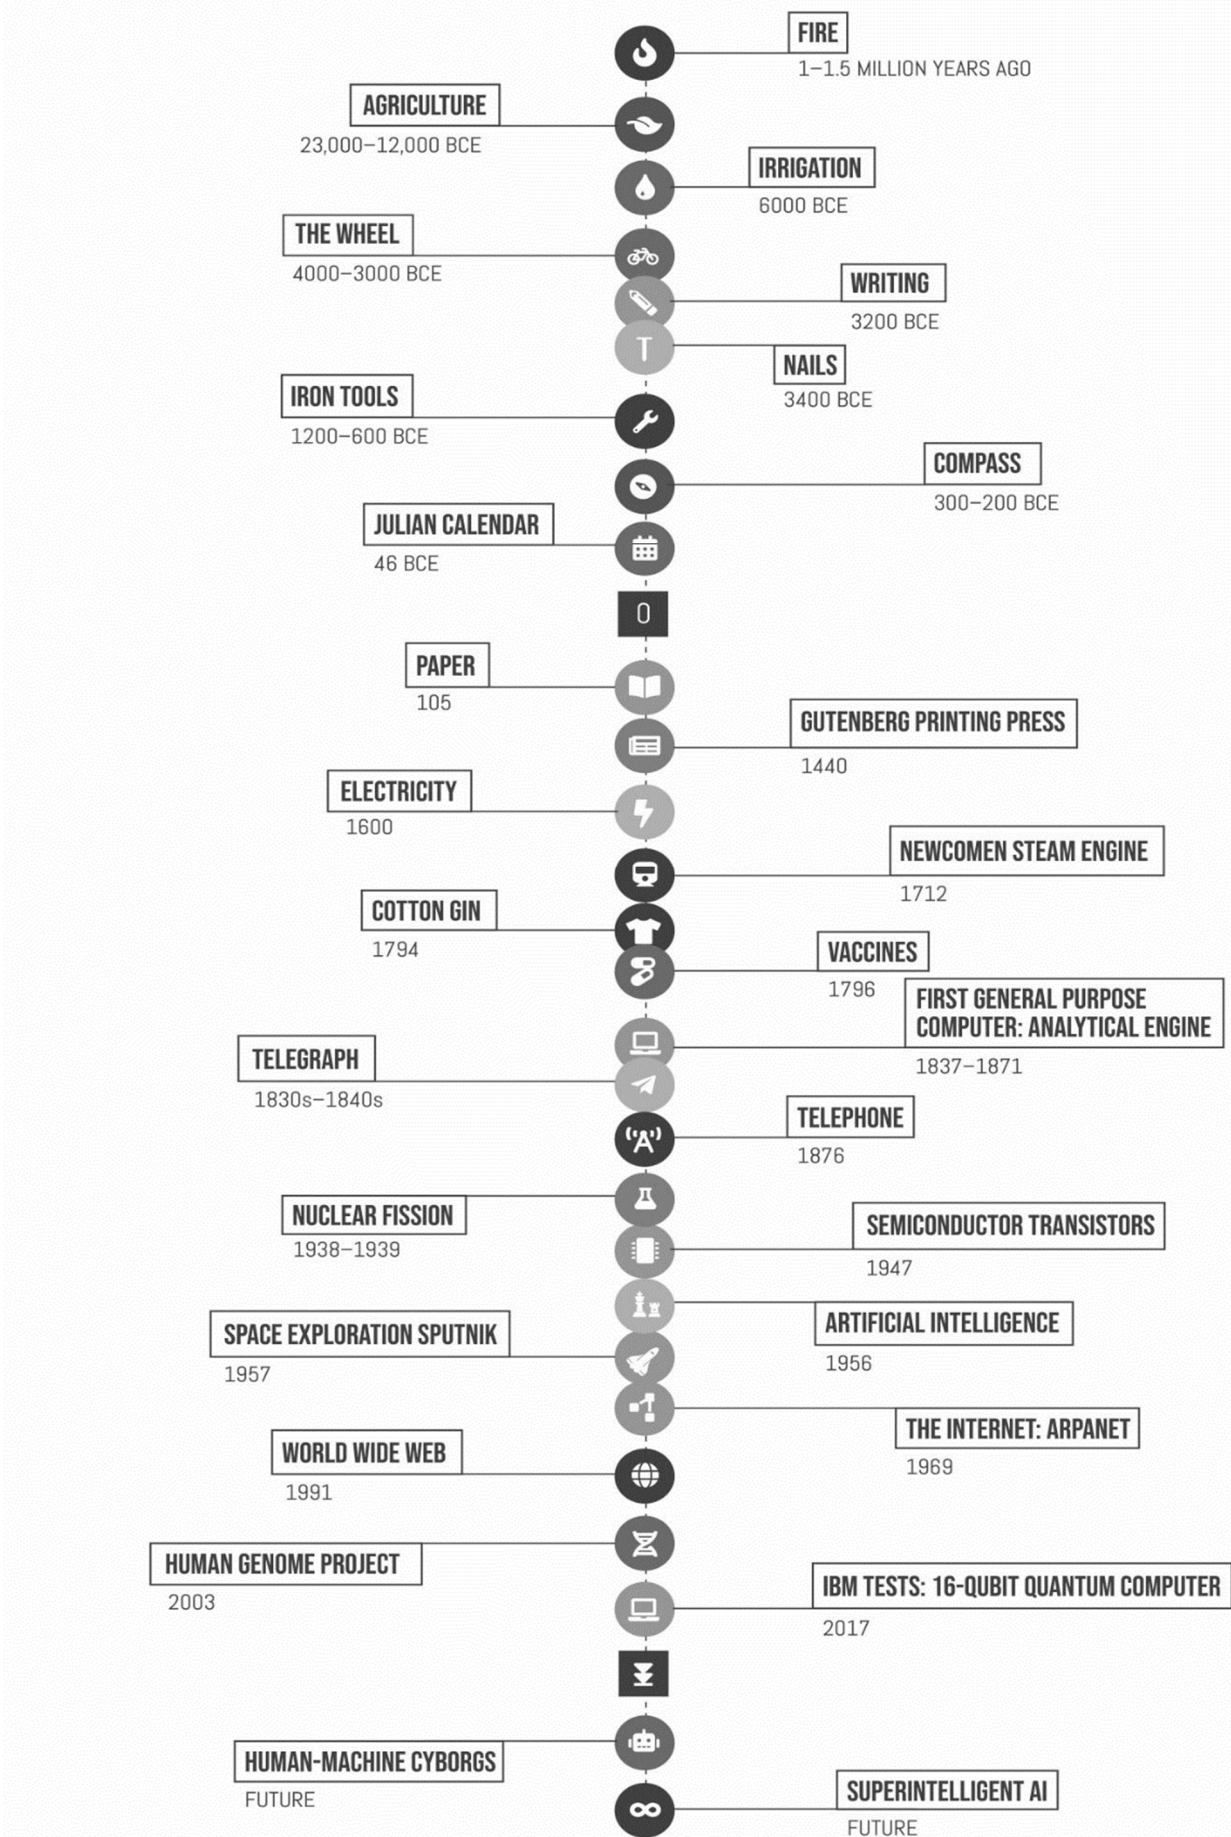 FIRE
1–1.5 MILLION YEARS AGO
AGRICULTURE
23,000–12,000 BCE
IRRIGATION
6000 BCE
THE WHEEL
4000–3000 BCE
WRITING
3200 BCE
NAILS
3400 BCE
IRON TOOLS
1200–600 BCE
COMPASS
300–200 BCE
JULIAN CALENDAR
46 BCE
0
PAPER
105
GUTENBERG PRINTING PRESS
1440
ELECTRICITY
1600
NEWCOMEN STEAM ENGINE
1712
COTTON GIN
1794
VACCINES
1796
FIRST GENERAL PURPOSE
COMPUTER: ANALYTICAL ENGINE
1837–1871
TELEGRAPH
1830s–1840s
TELEPHONE
1876
NUCLEAR FISSION
1938–1939
SEMICONDUCTOR TRANSISTORS
1947
ARTIFICIAL INTELLIGENCE
1956
SPACE EXPLORATION SPUTNIK
1957
THE INTERNET: ARPANET
1969
WORLD WIDE WEB
1991
HUMAN GENOME PROJECT
2003
IBM TESTS: 16-QUBIT QUANTUM COMPUTER
2017
HUMAN-MACHINE CYBORGS
FUTURE
SUPERINTELLIGENT AI
FUTURE